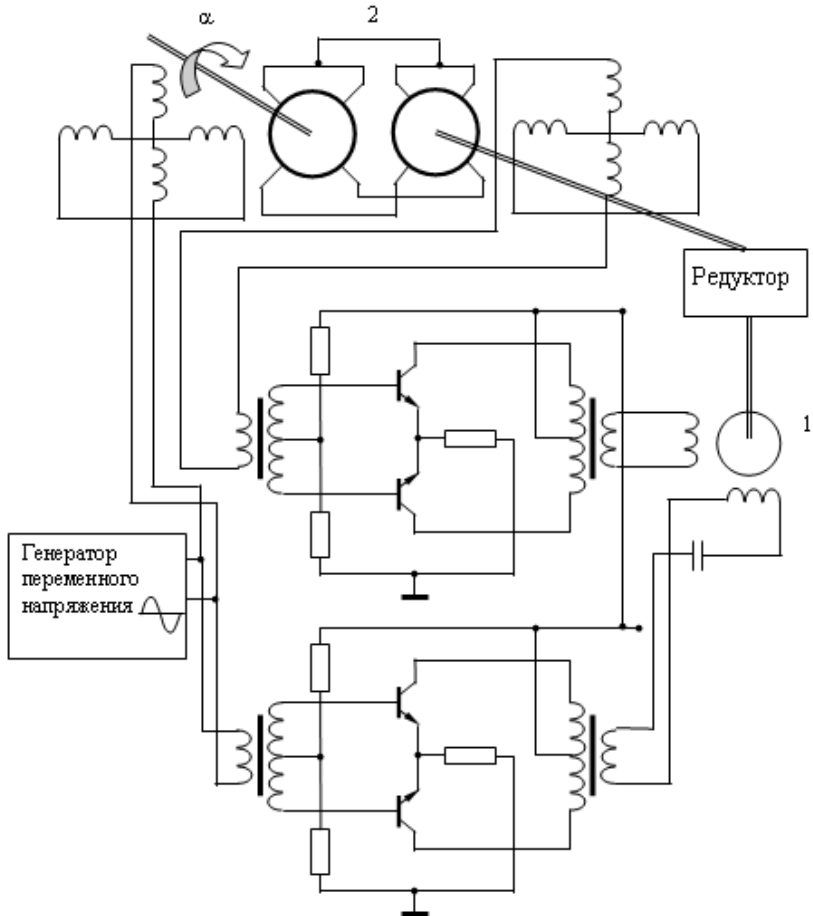 α
2
Редуктор
1
Генератор
переменного
напряжения